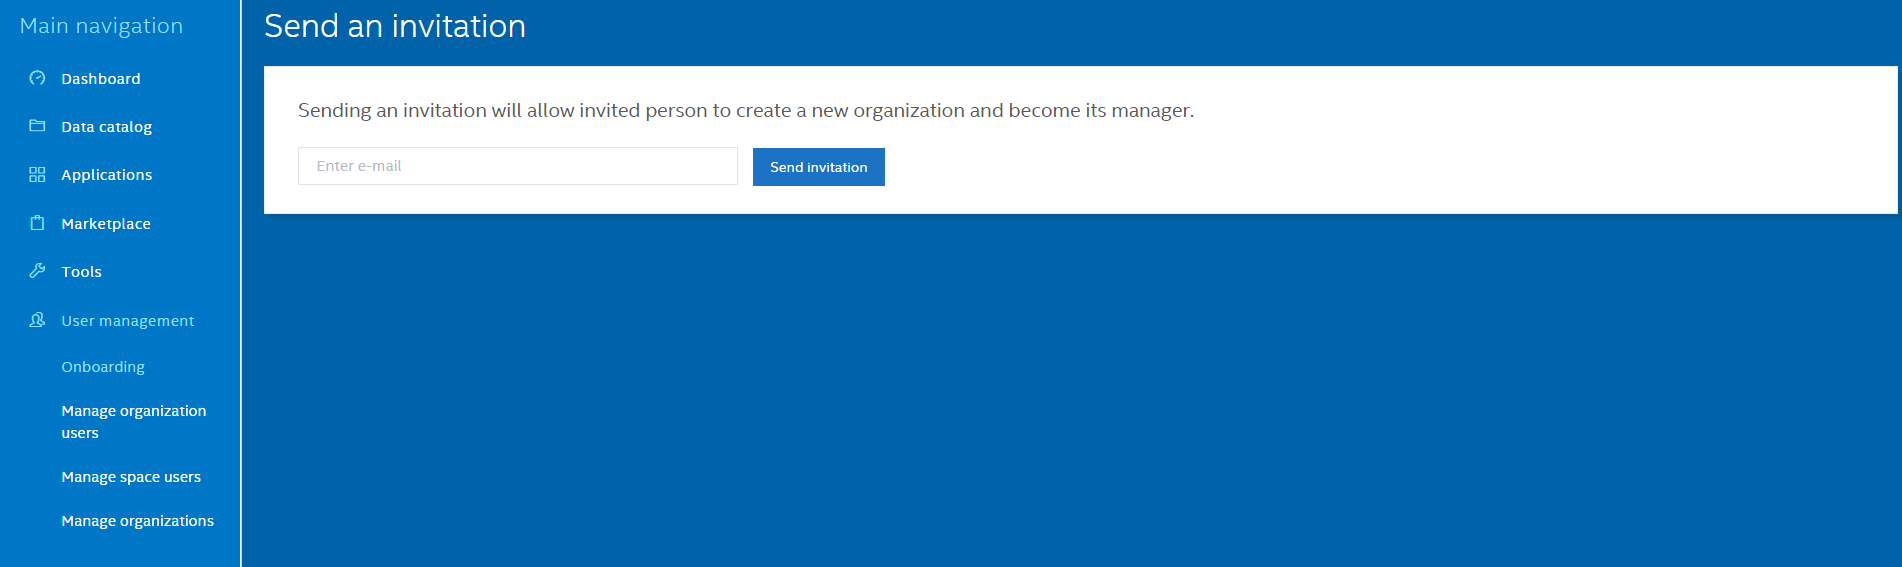 Main navigation
Dashboard
Data catalog
Applications
Marketplace
Tools
User management
Onboarding
Manage organization
users
Manage space users
Manage organizations
Send an invitation
Sending an invitation will allow invited person to create a new organization and become its manager.
Enter e-mail
Send invitation